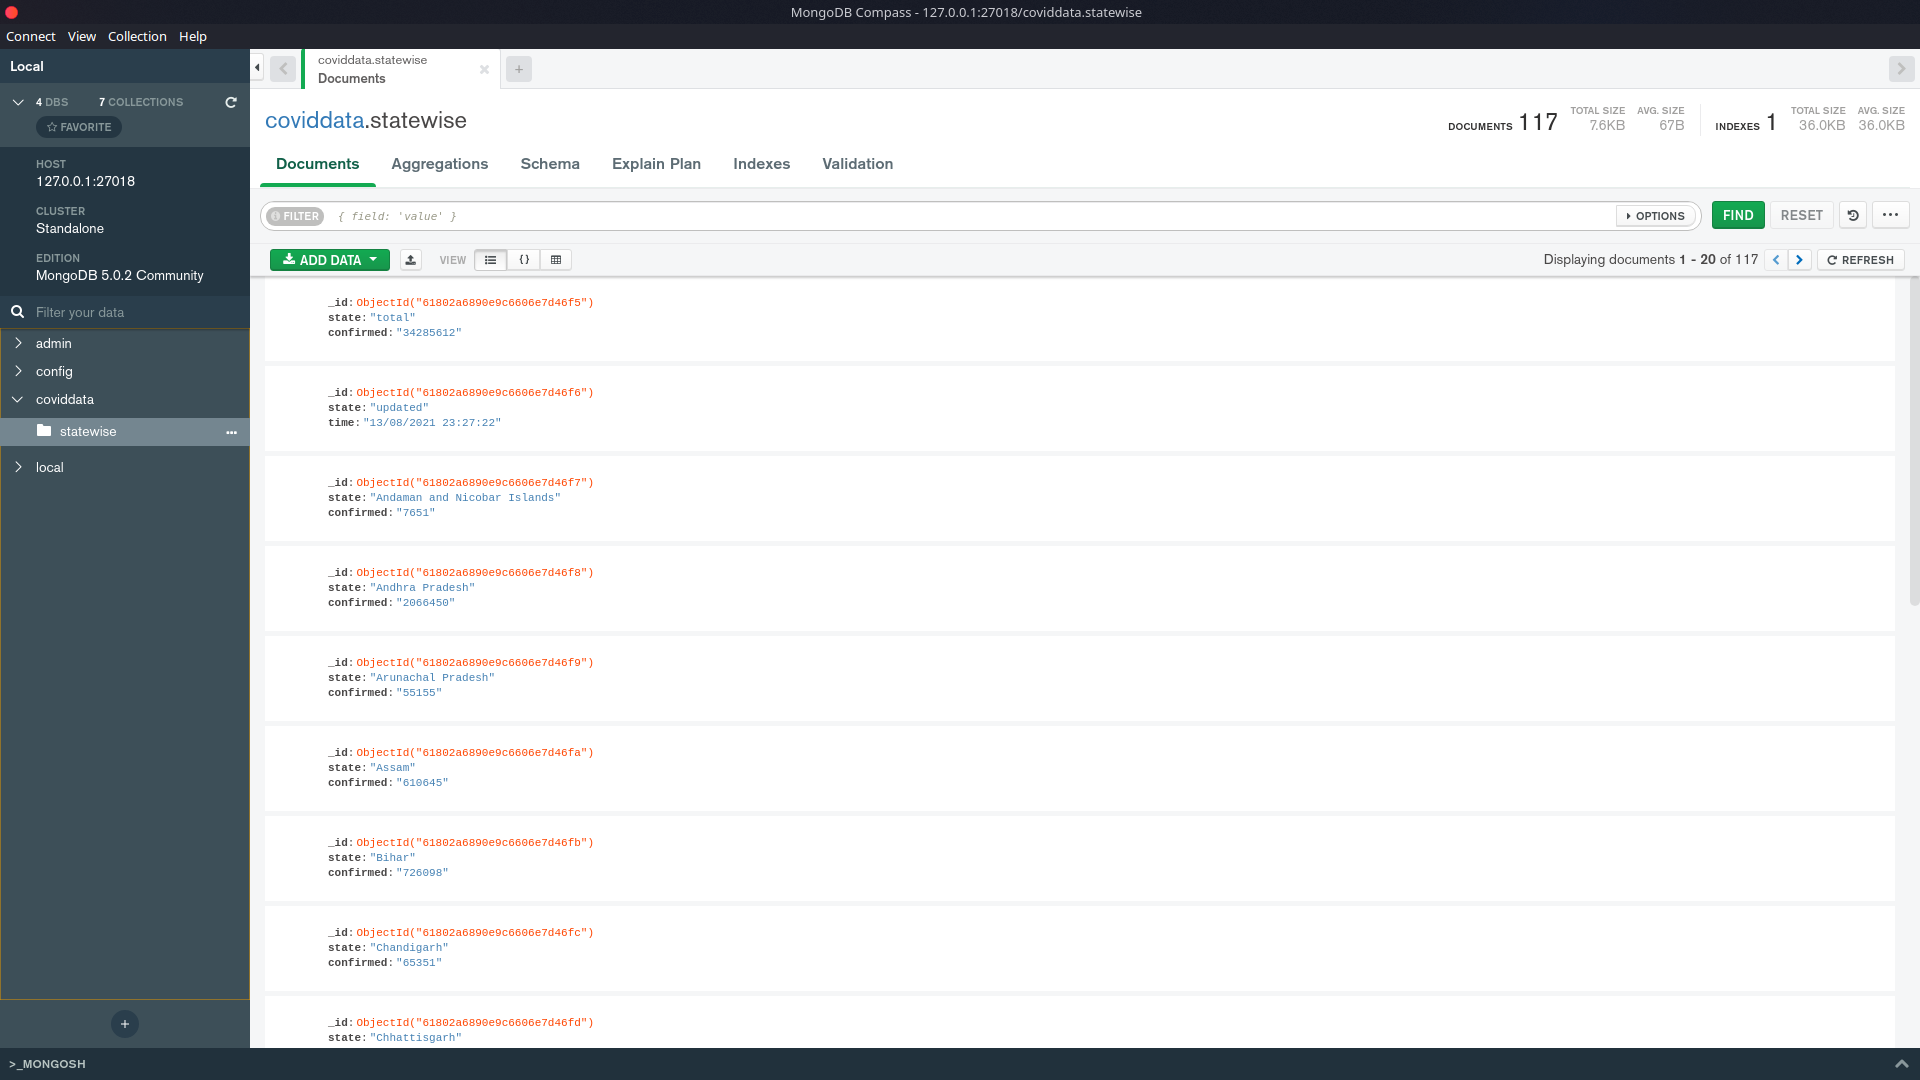 MongoDB Compass - 127.0.0.1:27018/coviddata.statewise
Connect View Collection Help
Local
4 DBS 7 COLLECTIONS
FAVORITE
HOST
127.0.0.1:27018
CLUSTER
Standalone
EDITION
MongoDB 5.0.2 Community
Filter your data
admin
config
coviddata
statewise
local
>_MONGOSH
coviddata.statewise
Documents
coviddata.statewise
DOCUMENTS 117 TOTAL SIZE 7.6KB AVG. SIZE 67B INDEXES 1 TOTAL SIZE 36.0KB AVG. SIZE 36.0KB
Documents Aggregations Schema Explain Plan Indexes Validation
FILTER { field: 'value' } OPTIONS FIND RESET
ADD DATA VIEW { } Displaying documents 1 - 20 of 117 REFRESH
_id: ObjectId("61802a6890e9c6606e7d46f5")
state: "total"
confirmed: "34285612"
_id: ObjectId("61802a6890e9c6606e7d46f6")
state: "updated"
time: "13/08/2021 23:27:22"
_id: ObjectId("61802a6890e9c6606e7d46f7")
state: "Andaman and Nicobar Islands"
confirmed: "7651"
_id: ObjectId("61802a6890e9c6606e7d46f8")
state: "Andhra Pradesh"
confirmed: "2066450"
_id: ObjectId("61802a6890e9c6606e7d46f9")
state: "Arunachal Pradesh"
confirmed: "55155"
_id: ObjectId("61802a6890e9c6606e7d46fa")
state: "Assam"
confirmed: "610645"
_id: ObjectId("61802a6890e9c6606e7d46fb")
state: "Bihar"
confirmed: "726098"
_id: ObjectId("61802a6890e9c6606e7d46fc")
state: "Chandigarh"
confirmed: "65351"
_id: ObjectId("61802a6890e9c6606e7d46fd")
state: "Chhattisgarh"